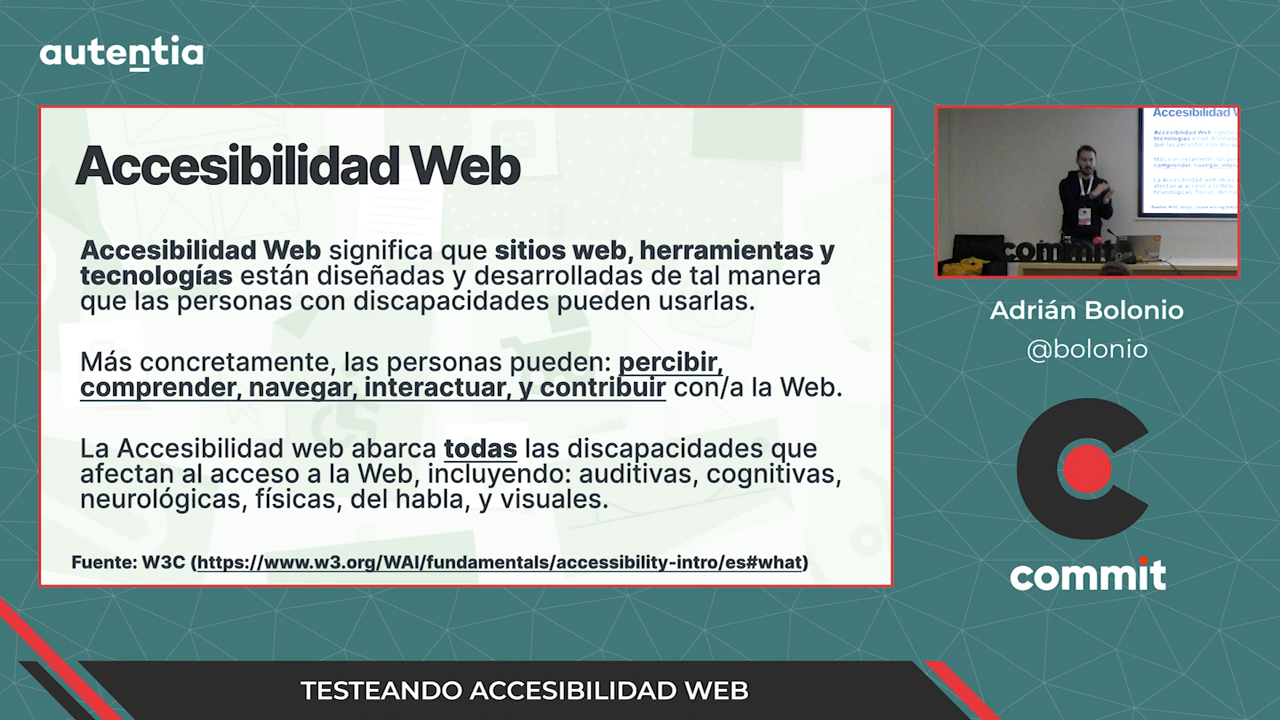 autentia
Accesibilidad Web
Accesibilidad Web significa que sitios web, herramientas y
tecnologías están diseñadas y desarrolladas de tal manera
que las personas con discapacidades pueden usarlas.
Más concretamente, las personas pueden: percibir,
comprender, navegar, interactuar, y contribuir con/a la Web.
La Accesibilidad web abarca todas las discapacidades que
afectan al acceso a la Web, incluyendo: auditivas, cognitivas,
neurológicas, físicas, del habla, y visuales.
Fuente: W3C (https://www.w3.org/WAI/fundamentals/accessibility-intro/es#what)
Accesibilidad
commit
Adrián Bolonio
@bolonio
commit
TESTEANDO ACCESIBILIDAD WEB